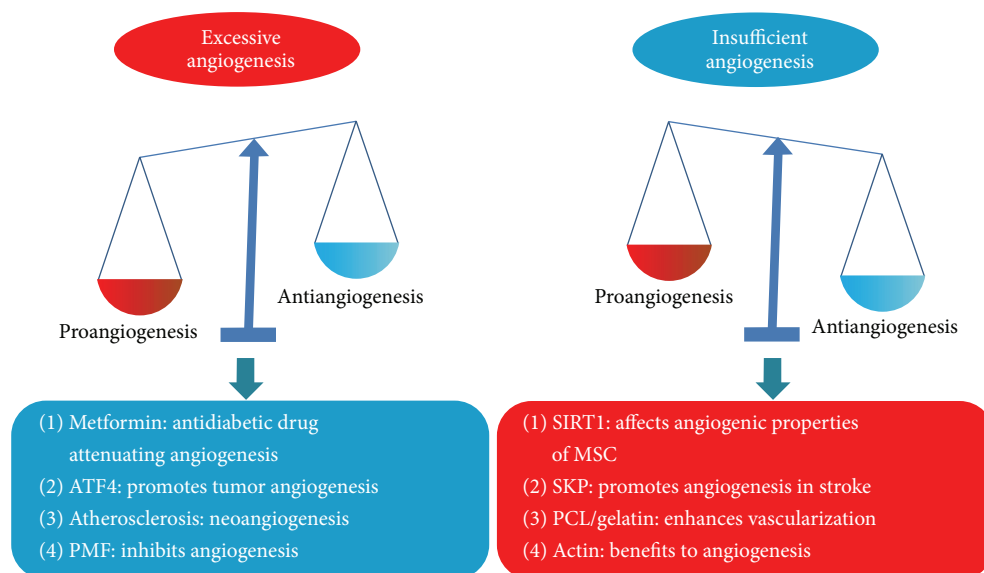 Excessive
angiogenesis
Insufficient
angiogenesis
Proangiogenesis
Antiangiogenesis
Proangiogenesis
Antiangiogenesis
(1) Metformin: antidiabetic drug
attenuating angiogenesis
(2) ATF4: promotes tumor angiogenesis
(3) Atherosclerosis: neoangiogenesis
(4) PMF: inhibits angiogenesis
(1) SIRT1: affects angiogenic properties
of MSC
(2) SKP: promotes angiogenesis in stroke
(3) PCL/gelatin: enhances vascularization
(4) Actin: benefits to angiogenesis